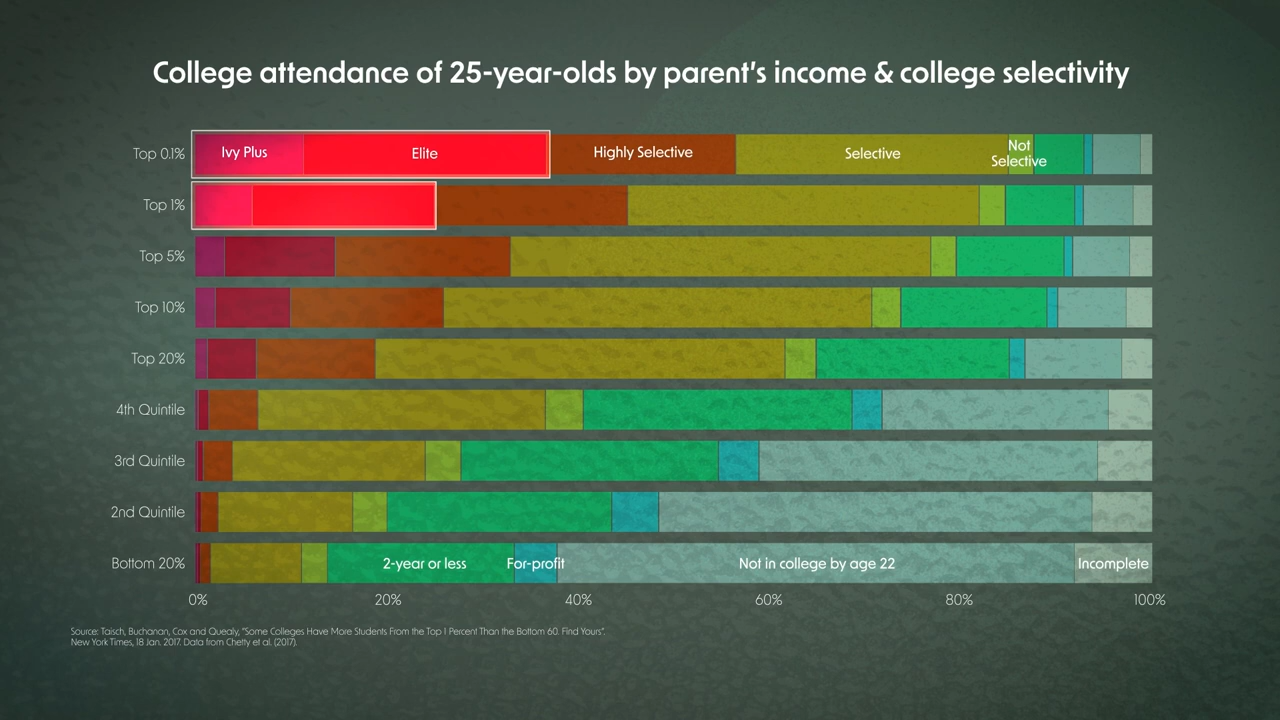 College attendance of 25-year-olds by parent's income & college selectivity
Top 0.1%
Ivy Plus
Elite
Highly Selective
Selective
Not
Selective
Top 1%
Top 5%
Top 10%
Top 20%
4th Quintile
3rd Quintile
2nd Quintile
Bottom 20%
2-year or less
For-profit
Not in college by age 22
Incomplete
0%
20%
40%
60%
80%
100%
Source: Taisch, Buchanan, Cox and Quealy, "Some Colleges Have More Students From the Top 1 Percent Than the Bottom 60. Find Yours".
New York Times, 18 Jan. 2017. Data from Chetty et al. (2017).